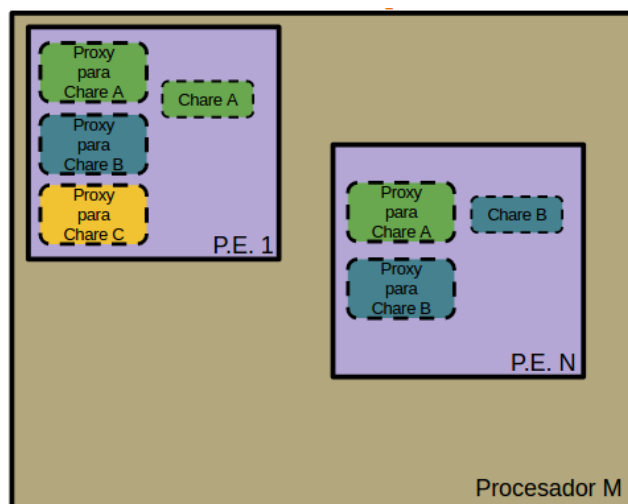 Proxy
para
Chare A
Chare A
Proxy
para
Chare B
Proxy
para
Chare C
P.E. 1
Proxy
para
Chare A
Chare B
Proxy
para
Chare B
P.E. N
Procesador M